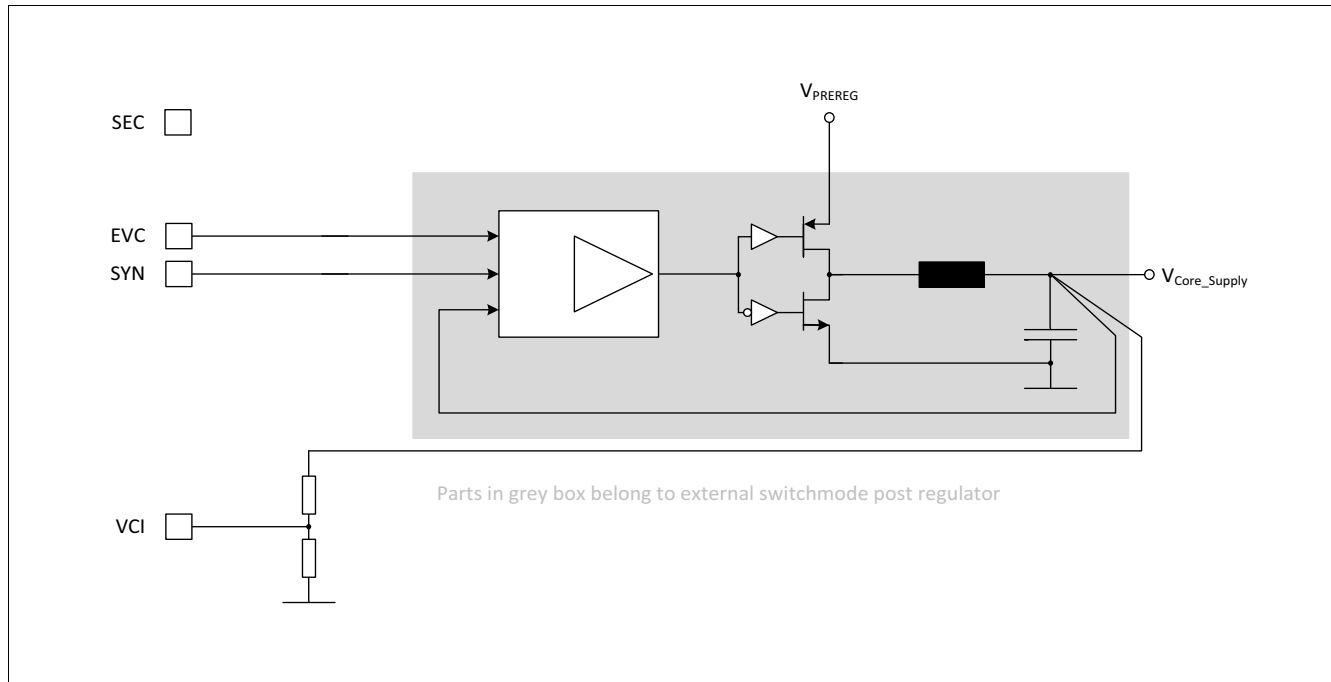 V_PREREG
SEC
EVC
SYN
V_Core_Supply
Parts in grey box belong to external switchmode post regulator
VCI